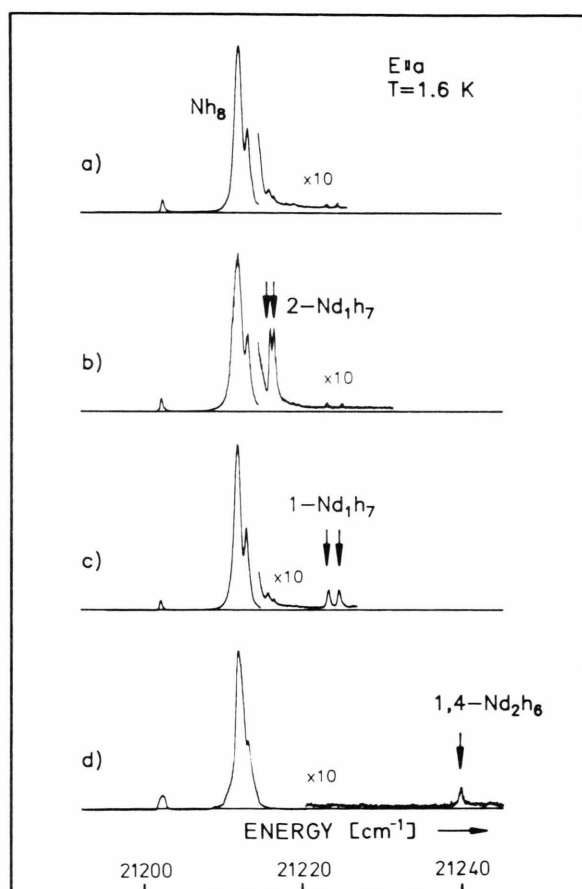 E∥a
T=1.6 K
Nh₈
a)
x10
2-Nd₁h₇
b)
x10
1-Nd₁h₇
c)
x10
1,4-Nd₂h₆
d)
x10
ENERGY [cm⁻¹]
21200 21220 21240